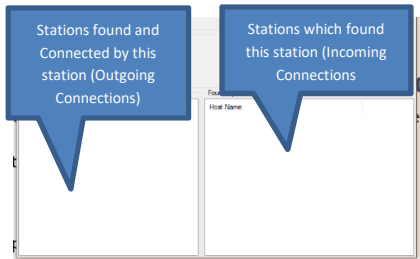 Stations found and
Connected by this
station (Outgoing
Connections)
Stations which found
this station (Incoming
Connections
Host Name